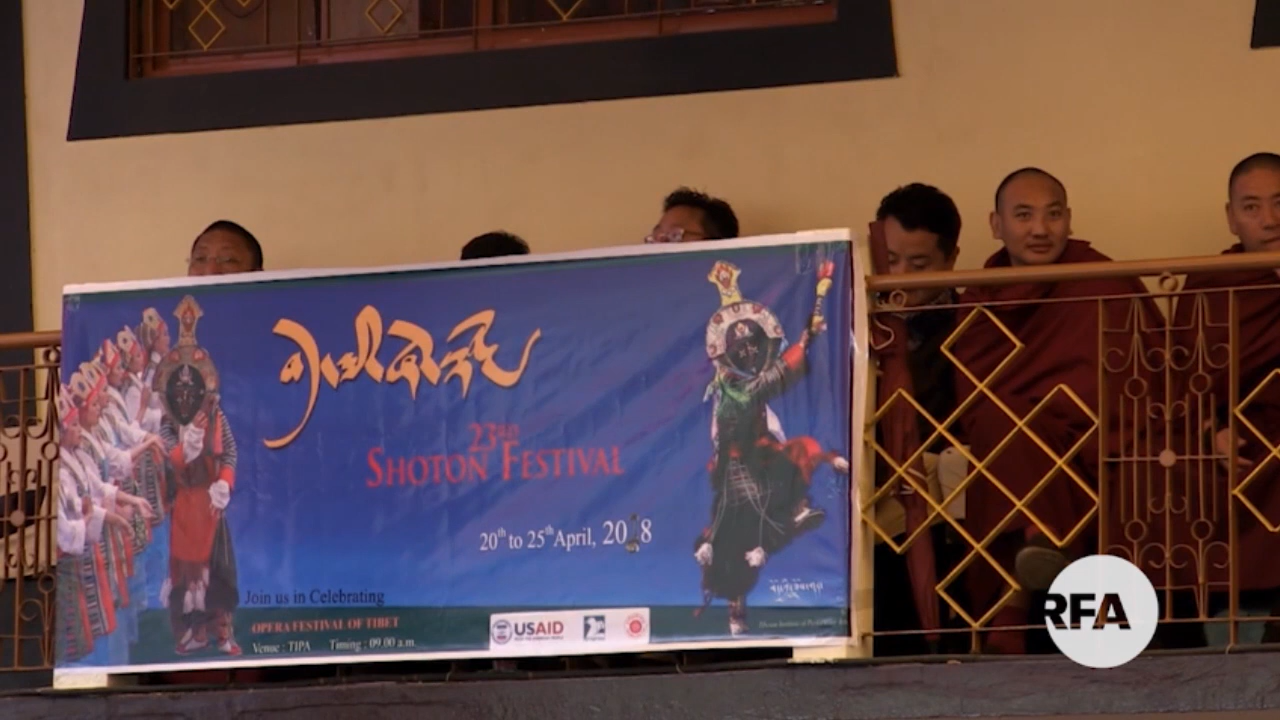 23RD
SHOTON FESTIVAL
20th to 25th April, 2018
Join us in Celebrating
OPERA FESTIVAL OF TIBET
Venue : TIPA Timing : 09.00 a.m
USAID
RFA